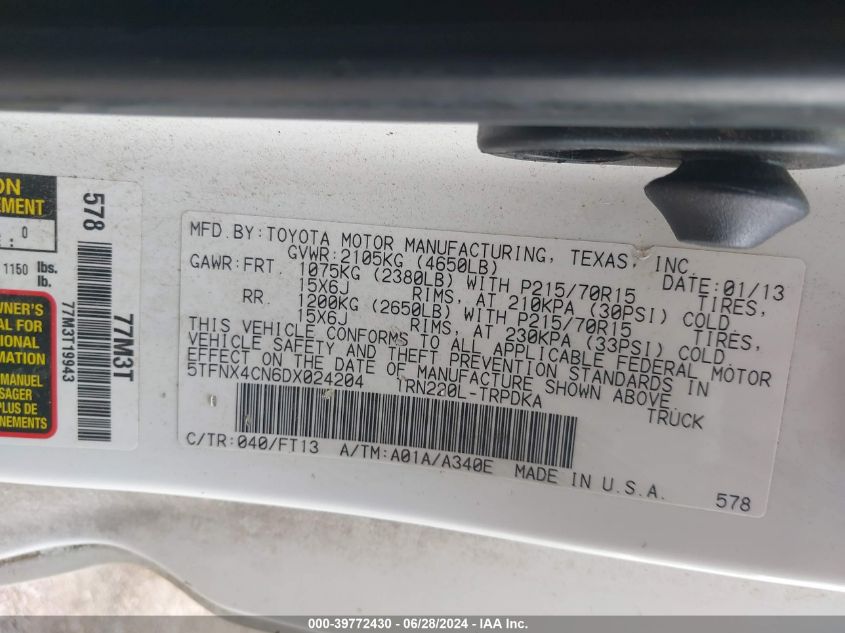 ON
EMENT
0
:
1150 lbs.
lb.
OWNER'S
AL FOR
TIONAL
RMATION
MANUEL
SAGER
PLUS DE
NEMENTS
578
77M3T19943
77M3T
MFD.BY:TOYOTA MOTOR MANUFACTURING, TEXAS, INC.
GVWR:2105KG (4650LB) DATE:01/13
GAWR:FRT 1075KG (2380LB) WITH P215/70R15 TIRES,
15X6J RIMS, AT 210KPA (30PSI) COLD
RR. 1200KG (2650LB) WITH P215/70R15 TIRES,
15X6J RIMS, AT 230KPA (33PSI) COLD
THIS VEHICLE CONFORMS TO ALL APPLICABLE FEDERAL MOTOR
VEHICLE SAFETY AND THEFT PREVENTION STANDARDS IN
EFFECT ON THE DATE OF MANUFACTURE SHOWN ABOVE
5TFNX4CN6DX024204 TRN220L-TRPDKA TRUCK
C/TR:040/FT13 A/TM:A01A/A340E MADE IN U.S.A.
578
000-39772430 - 06/28/2024 - IAA Inc.